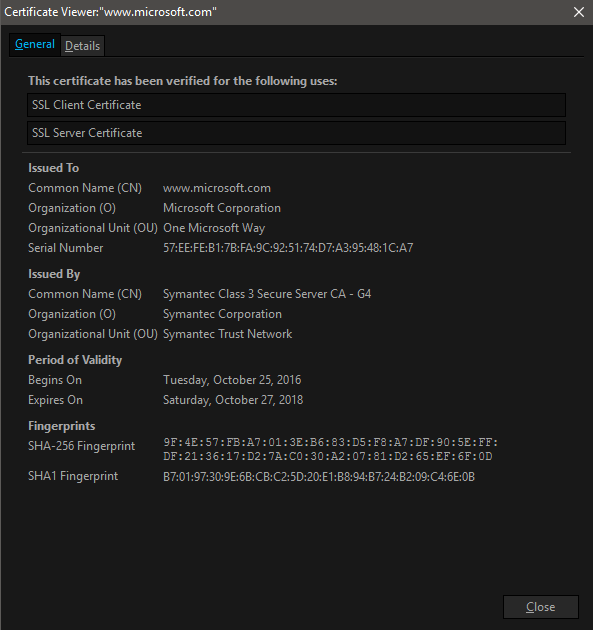 Certificate Viewer:"www.microsoft.com"
General
Details
This certificate has been verified for the following uses:
SSL Client Certificate
SSL Server Certificate
Issued To
Common Name (CN) www.microsoft.com
Organization (O) Microsoft Corporation
Organizational Unit (OU) One Microsoft Way
Serial Number 57:EE:FE:B1:7B:FA:9C:92:51:74:D7:A3:95:48:1C:A7
Issued By
Common Name (CN) Symantec Class 3 Secure Server CA - G4
Organization (O) Symantec Corporation
Organizational Unit (OU) Symantec Trust Network
Period of Validity
Begins On Tuesday, October 25, 2016
Expires On Saturday, October 27, 2018
Fingerprints
SHA-256 Fingerprint 9F:4E:57:FB:A7:01:3E:B6:83:D5:F8:A7:DF:90:5E:FF:
DF:21:36:17:D2:7A:C0:30:A2:07:81:D2:65:EF:6F:0D
SHA1 Fingerprint B7:01:97:30:9E:6B:CB:C2:5D:20:E1:B8:94:B7:24:B2:09:C4:6E:0B
Close